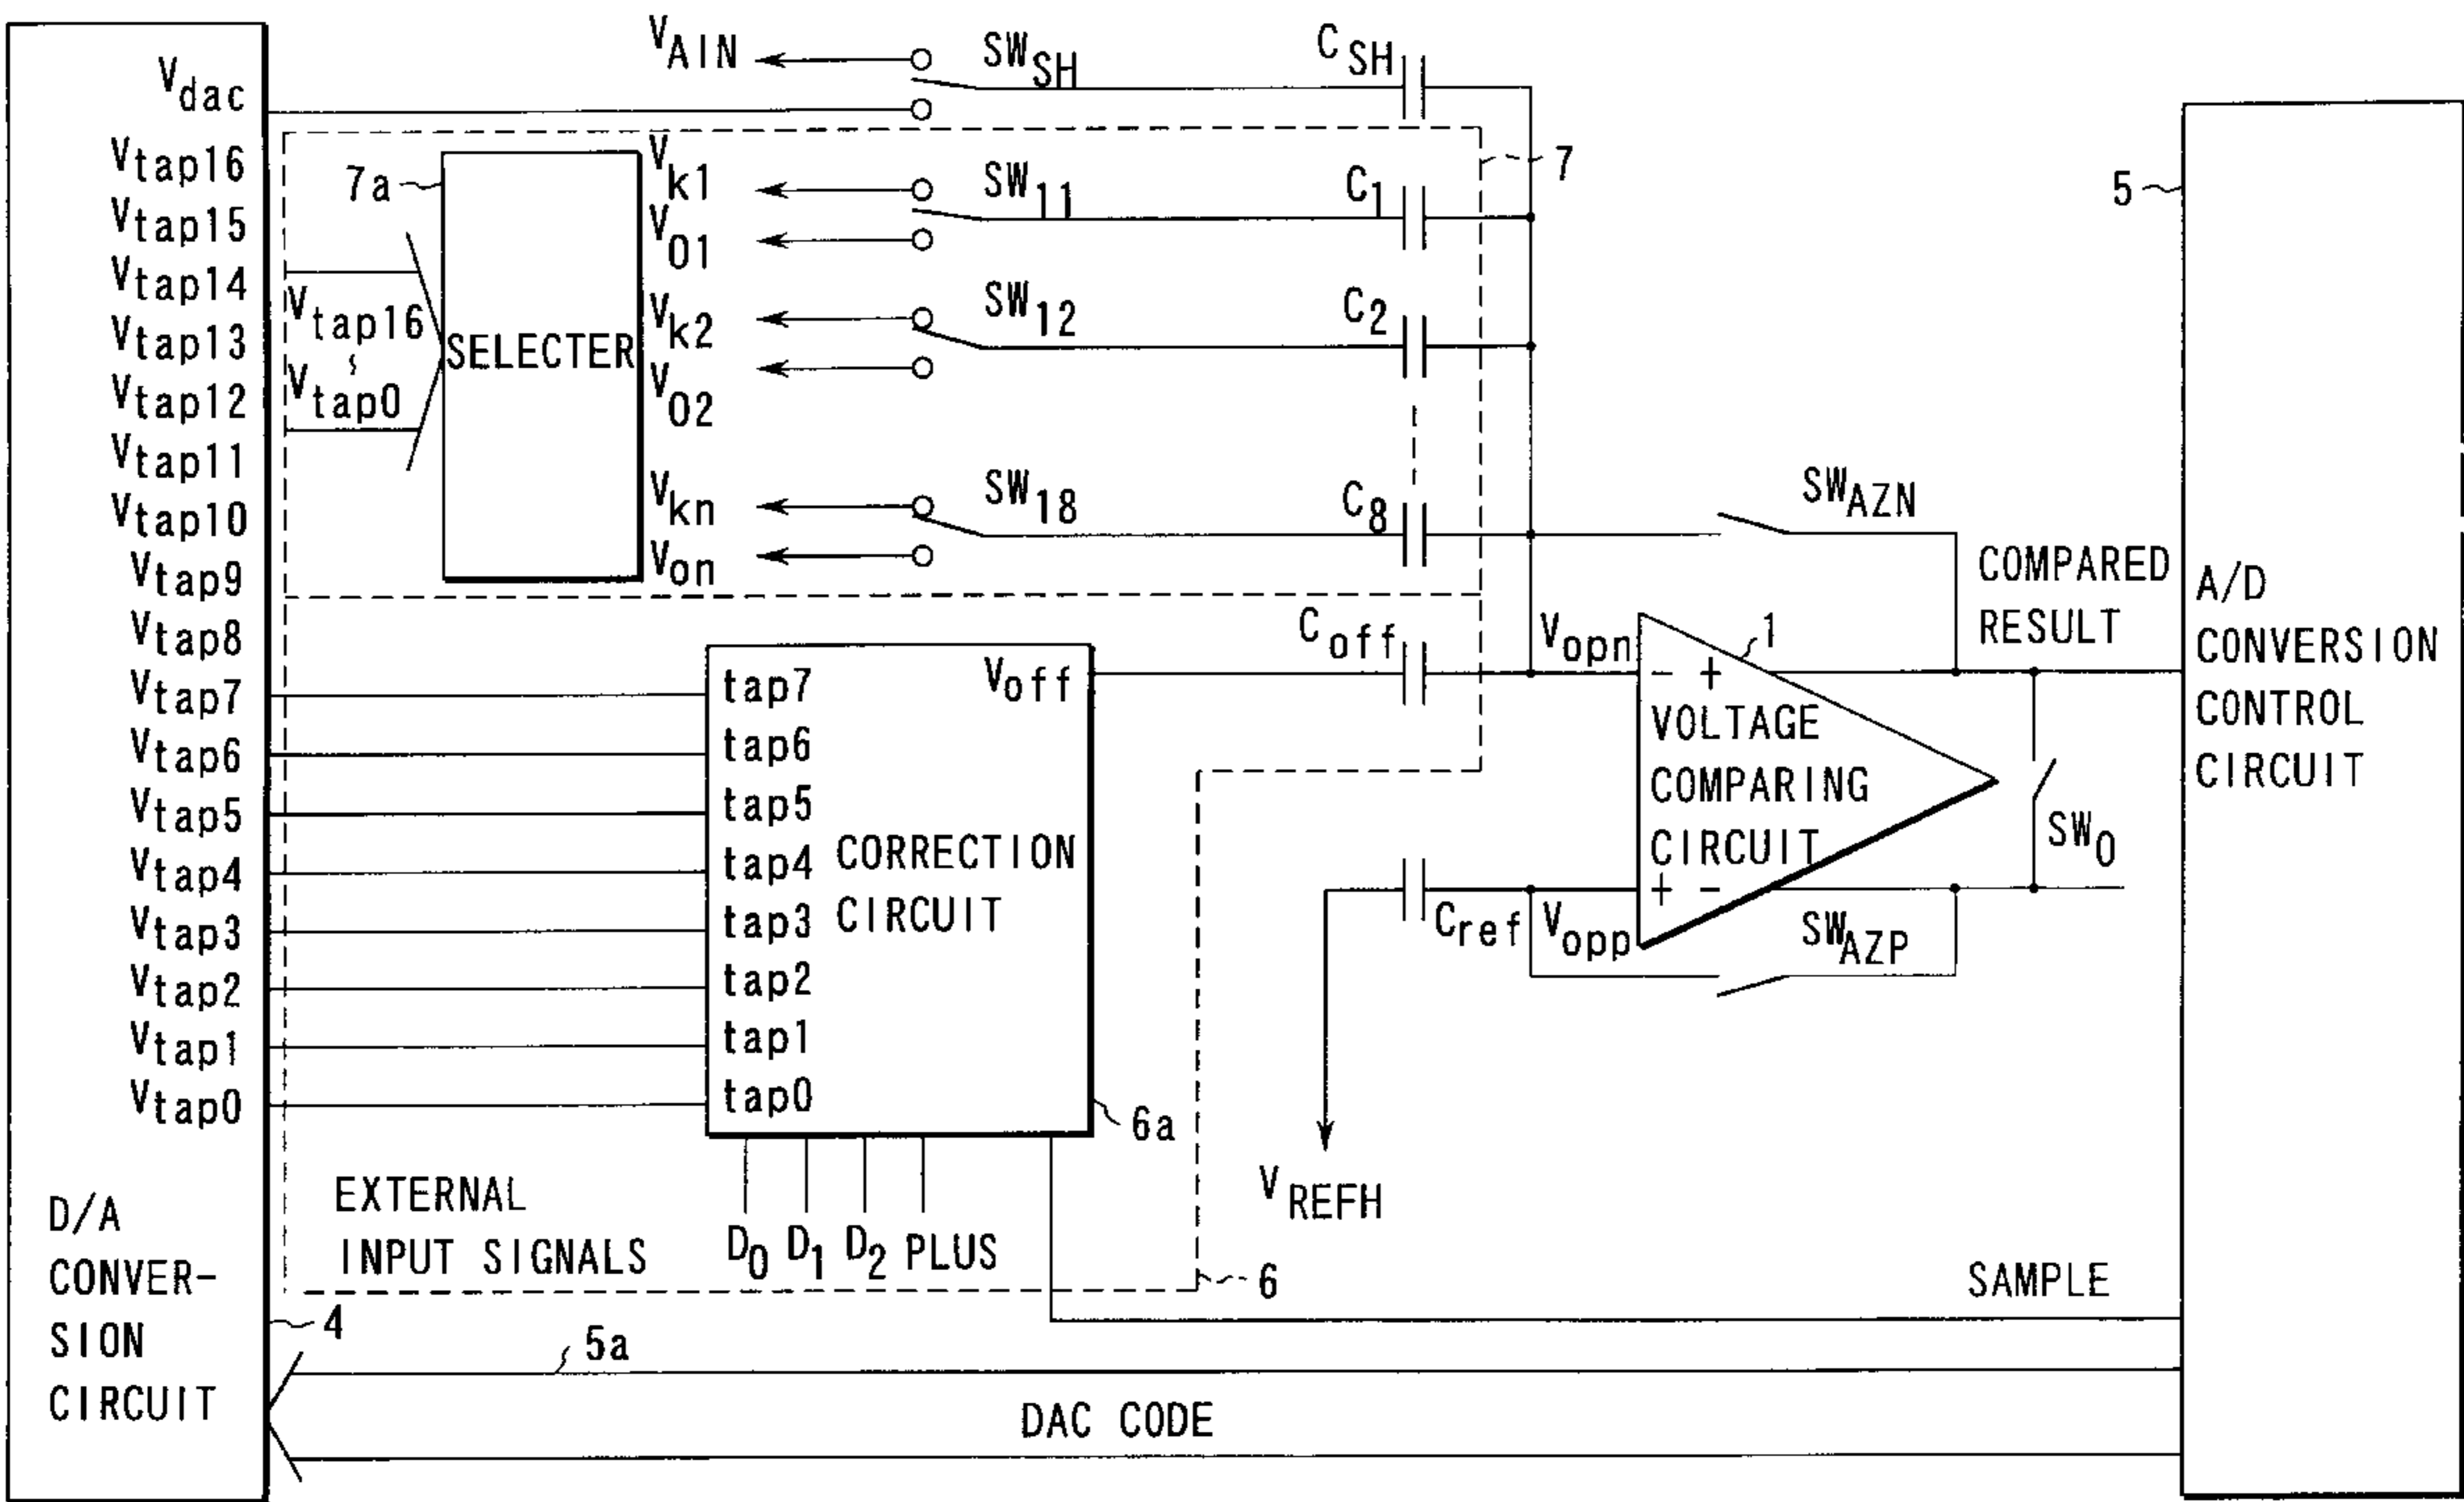 V_dac
V_tap16
V_tap15
V_tap14
V_tap13
V_tap12
V_tap11
V_tap10
V_tap9
V_tap8
V_tap7
V_tap6
V_tap5
V_tap4
V_tap3
V_tap2
V_tap1
V_tap0
D/A
CONVER-
SION
CIRCUIT
4
V_AIN
SW_SH
C_SH
7a
V_tap16
V_tap0
SELECTER
V_k1
V_01
V_k2
V_02
V_kn
V_on
SW_11
SW_12
SW_18
C_1
C_2
C_8
7
tap7
tap6
tap5
tap4
tap3
tap2
tap1
tap0
V_off
CORRECTION
CIRCUIT
6a
EXTERNAL
INPUT SIGNALS
D_0 D_1 D_2 PLUS
6
C_off
V_opn
1
- +
VOLTAGE
COMPARING
CIRCUIT
+ -
C_ref
V_opp
V_REFH
SW_AZN
SW_AZP
SW_0
COMPARED
RESULT
5
A/D
CONVERSION
CONTROL
CIRCUIT
SAMPLE
5a
DAC CODE